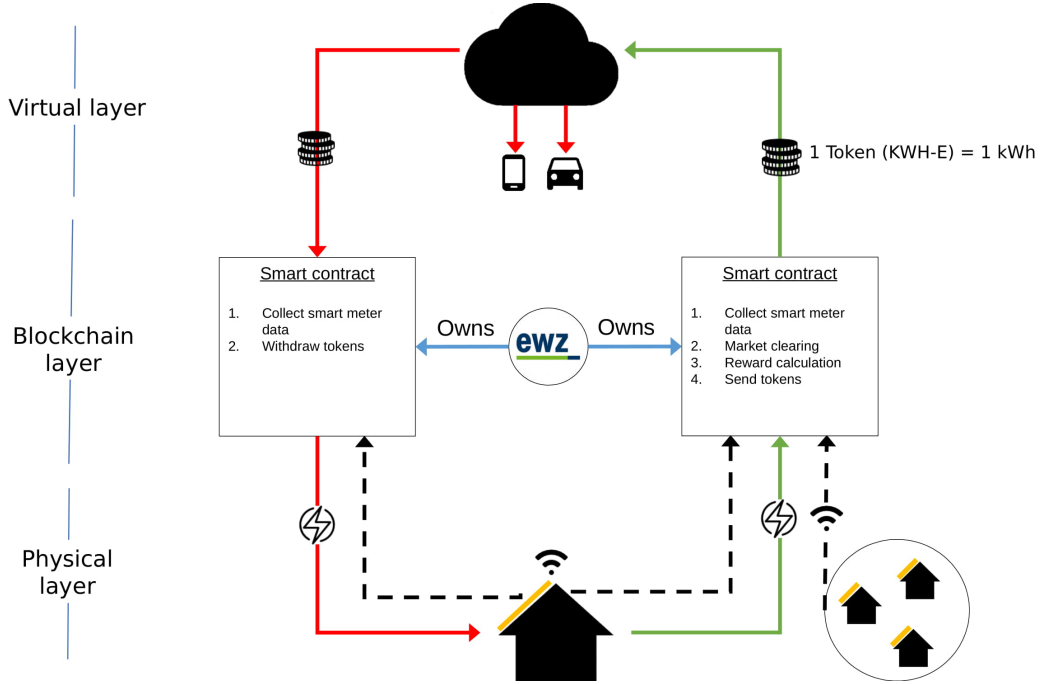 Virtual layer
1 Token (KWH-E) = 1 kWh
Smart contract
1. Collect smart meter
data
2. Withdraw tokens
Owns
ewz
Owns
Smart contract
1. Collect smart meter
data
2. Market clearing
3. Reward calculation
4. Send tokens
Blockchain
layer
Physical
layer